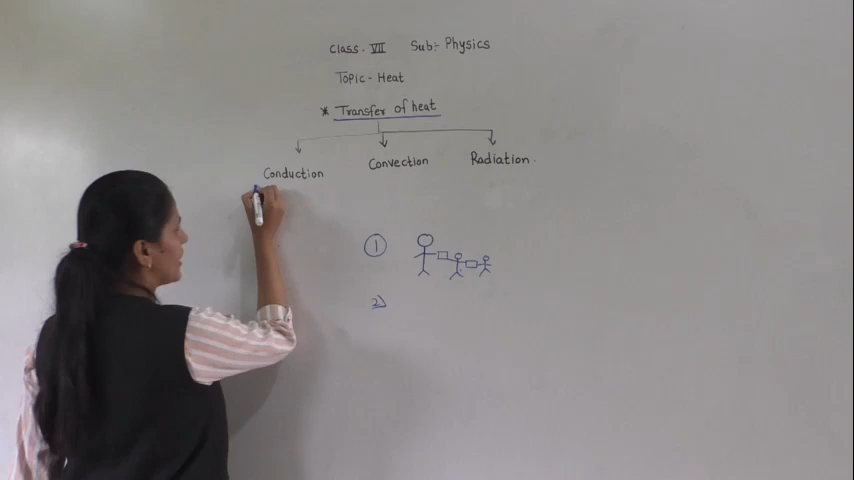 Class- VII Sub:- Physics
Topic- Heat
* Transfer of heat
Conduction Convection Radiation.
1
2)